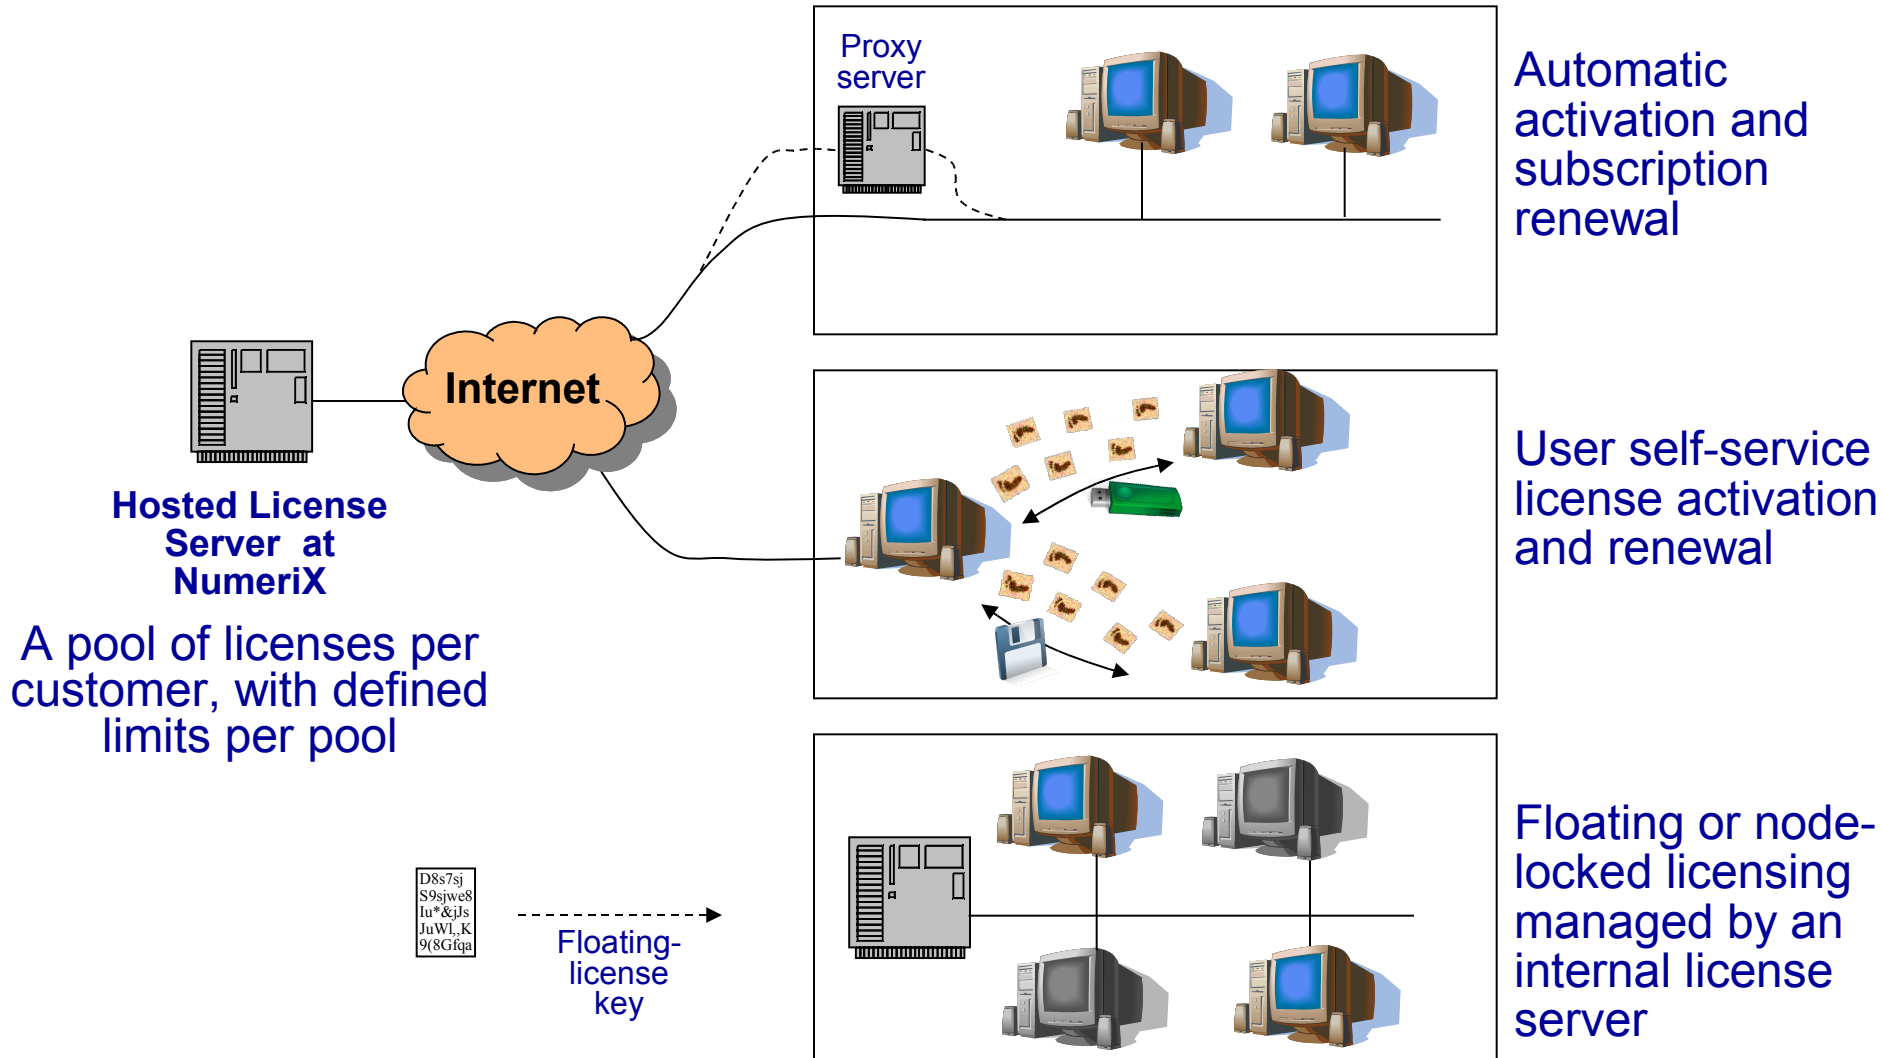 Proxy
server
Automatic
activation and
subscription
renewal
Internet
Hosted License
Server at
NumeriX
A pool of licenses per
customer, with defined
limits per pool
User self-service
license activation
and renewal
D8s7sj
S9sjwe8
Iu*&jJs
JuWl,,K
9(8Gfqa
Floating-
license
key
Floating or node-
locked licensing
managed by an
internal license
server